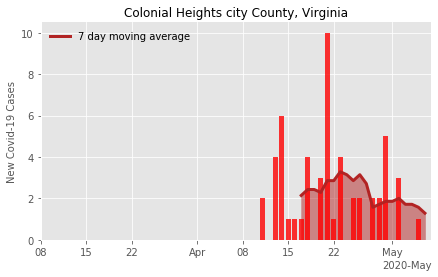 Colonial Heights city County, Virginia
7 day moving average
New Covid-19 Cases
10
8
6
4
2
0
08 15 22 Apr 08 15 22 May
2020-May